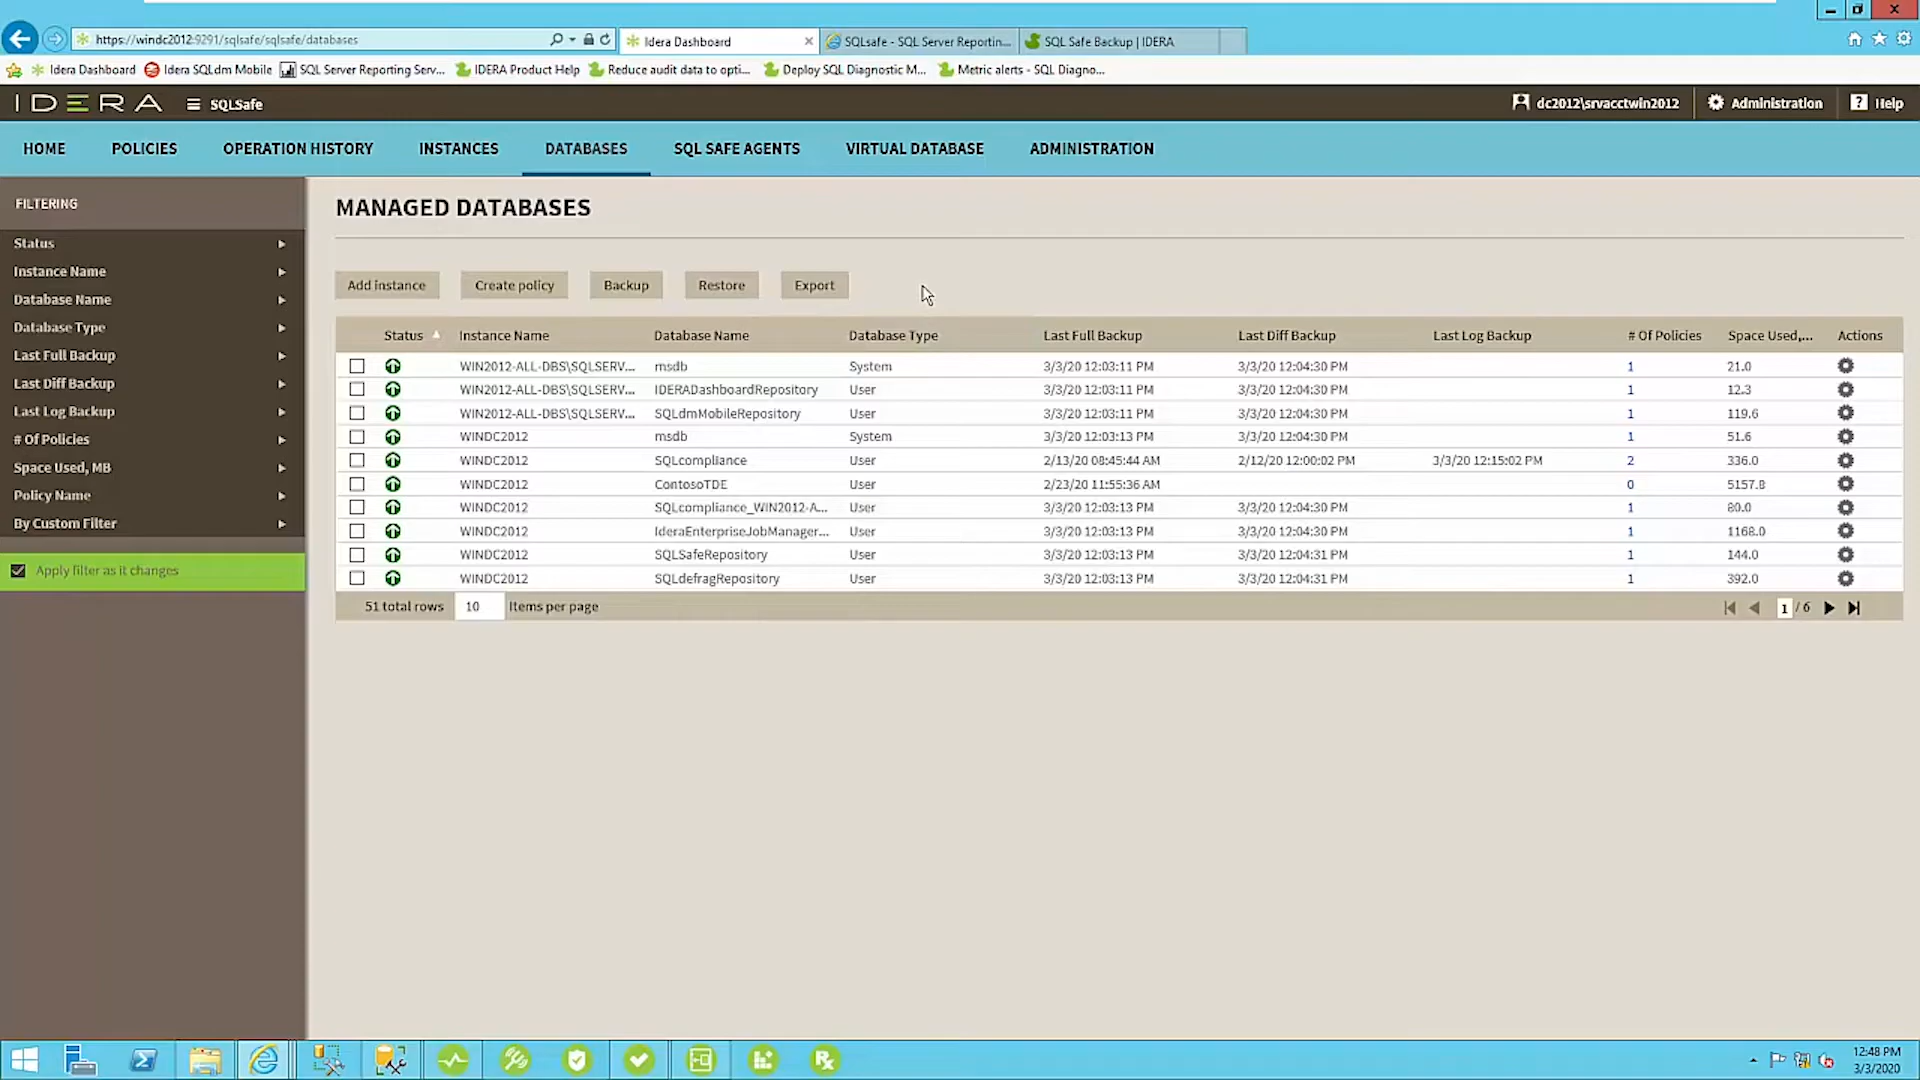 https://windc2012:9291/sqlsafe/sqlsafe/databases
Idera Dashboard
SQLsafe - SQL Server Reportin...
SQL Safe Backup | IDERA
Idera Dashboard
Idera SQLdm Mobile
SQL Server Reporting Serv...
IDERA Product Help
Reduce audit data to opti...
Deploy SQL Diagnostic M...
Metric alerts - SQL Diagno...
IDERA
SQLSafe
dc2012\srvacctwin2012
Administration
? Help
HOME
POLICIES
OPERATION HISTORY
INSTANCES
DATABASES
SQL SAFE AGENTS
VIRTUAL DATABASE
ADMINISTRATION
FILTERING
Status
Instance Name
Database Name
Database Type
Last Full Backup
Last Diff Backup
Last Log Backup
# Of Policies
Space Used, MB
Policy Name
By Custom Filter
Apply filter as it changes
MANAGED DATABASES
Add instance
Create policy
Backup
Restore
Export
Status Instance Name Database Name Database Type Last Full Backup Last Diff Backup Last Log Backup # Of Policies Space Used,... Actions
WIN2012-ALL-DBS\SQLSERV... msdb System 3/3/20 12:03:11 PM 3/3/20 12:04:30 PM 1 21.0
WIN2012-ALL-DBS\SQLSERV... IDERADashboardRepository User 3/3/20 12:03:11 PM 3/3/20 12:04:30 PM 1 12.3
WIN2012-ALL-DBS\SQLSERV... SQLdmMobileRepository User 3/3/20 12:03:11 PM 3/3/20 12:04:30 PM 1 119.6
WINDC2012 msdb System 3/3/20 12:03:13 PM 3/3/20 12:04:30 PM 1 51.6
WINDC2012 SQLcompliance User 2/13/20 08:45:44 AM 2/12/20 12:00:02 PM 3/3/20 12:15:02 PM 2 336.0
WINDC2012 ContosoTDE User 2/23/20 11:55:36 AM 0 5157.8
WINDC2012 SQLcompliance_WIN2012-A... User 3/3/20 12:03:13 PM 3/3/20 12:04:30 PM 1 80.0
WINDC2012 IderaEnterpriseJobManager... User 3/3/20 12:03:13 PM 3/3/20 12:04:30 PM 1 1168.0
WINDC2012 SQLSafeRepository User 3/3/20 12:03:13 PM 3/3/20 12:04:31 PM 1 144.0
WINDC2012 SQLdefragRepository User 3/3/20 12:03:13 PM 3/3/20 12:04:31 PM 1 392.0
51 total rows 10 Items per page 1 / 6
12:48 PM
3/3/2020